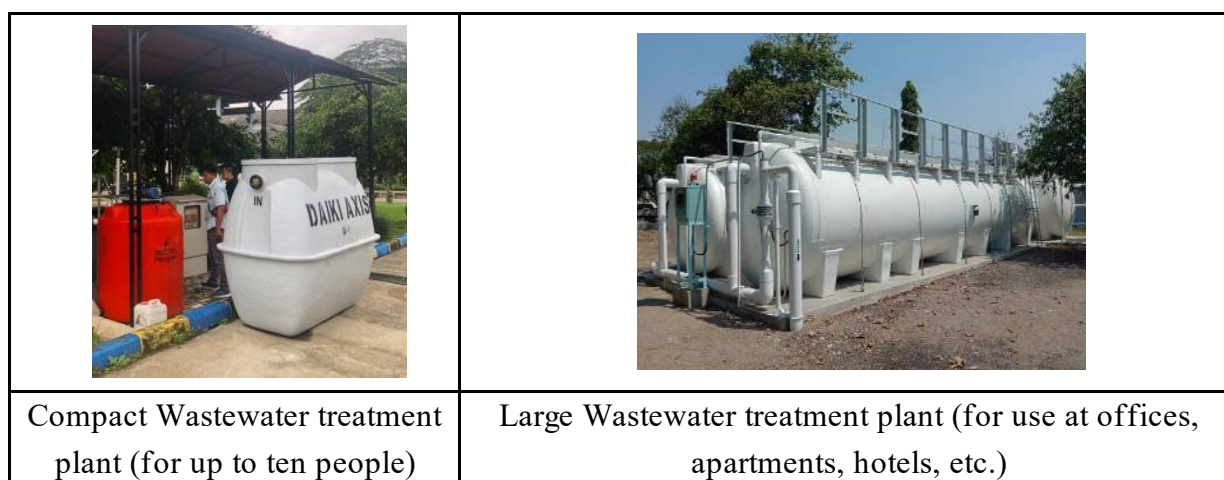 IN
DAIKI AXIS
Compact Wastewater treatment
plant (for up to ten people)
Large Wastewater treatment plant (for use at offices,
apartments, hotels, etc.)